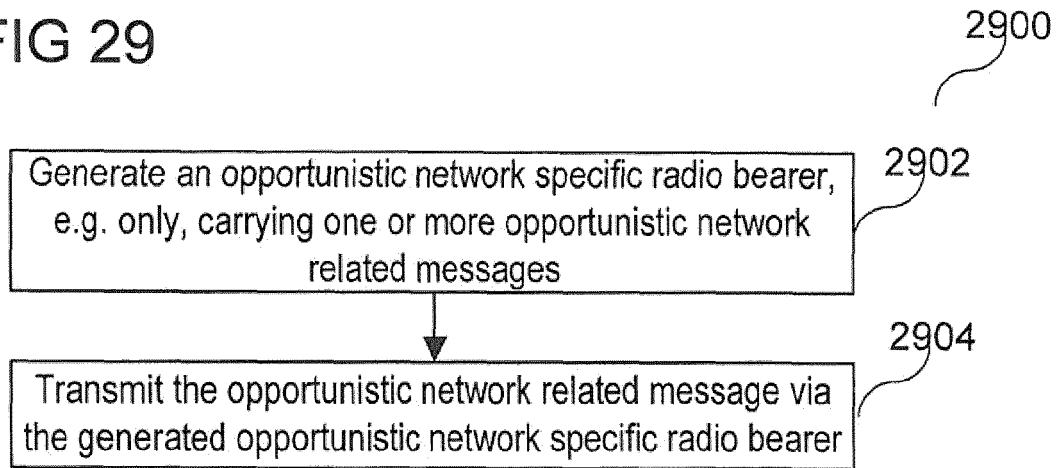 FIG 29
2900
Generate an opportunistic network specific radio bearer,
e.g. only, carrying one or more opportunistic network
related messages
2902
2904
Transmit the opportunistic network related message via
the generated opportunistic network specific radio bearer